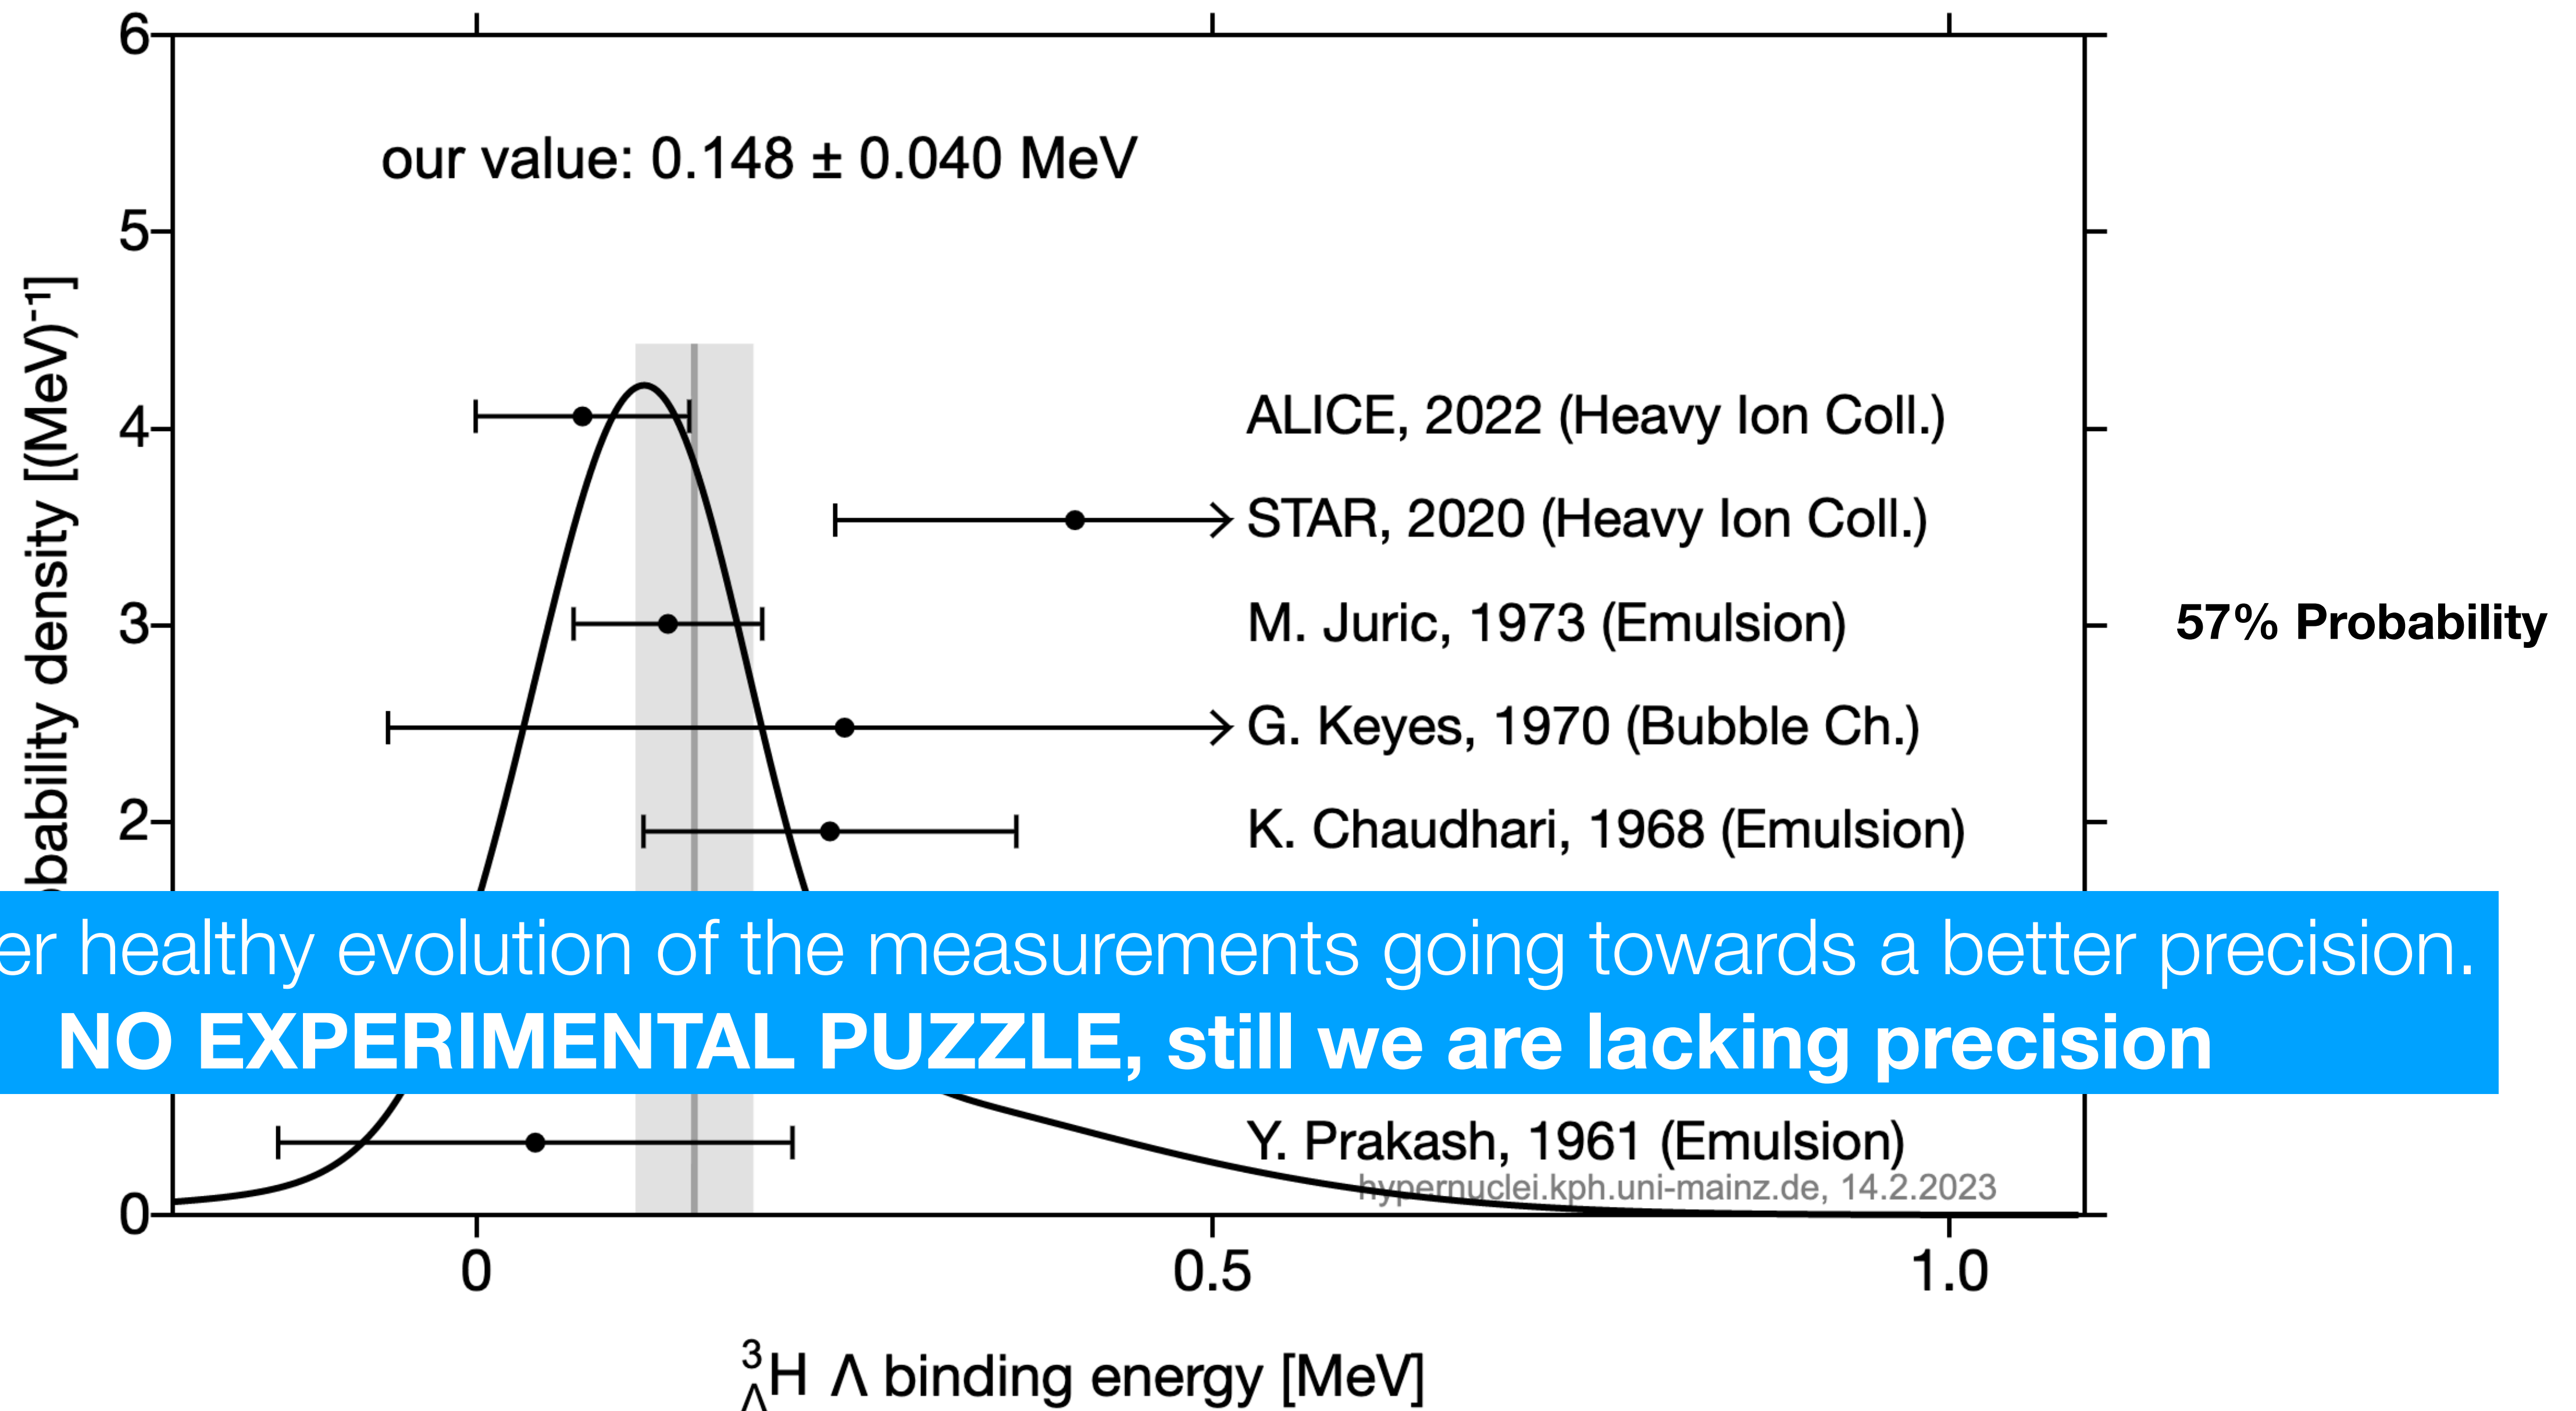 6
our value: 0.148 ± 0.040 MeV
5
bability density [(MeV)⁻¹]
4
ALICE, 2022 (Heavy Ion Coll.)
STAR, 2020 (Heavy Ion Coll.)
3
M. Juric, 1973 (Emulsion)
57% Probability
G. Keyes, 1970 (Bubble Ch.)
2
K. Chaudhari, 1968 (Emulsion)
er healthy evolution of the measurements going towards a better precision.
NO EXPERIMENTAL PUZZLE, still we are lacking precision
Y. Prakash, 1961 (Emulsion)
hypernuclei.kph.uni-mainz.de, 14.2.2023
0
0 0.5 1.0
³ΛH Λ binding energy [MeV]